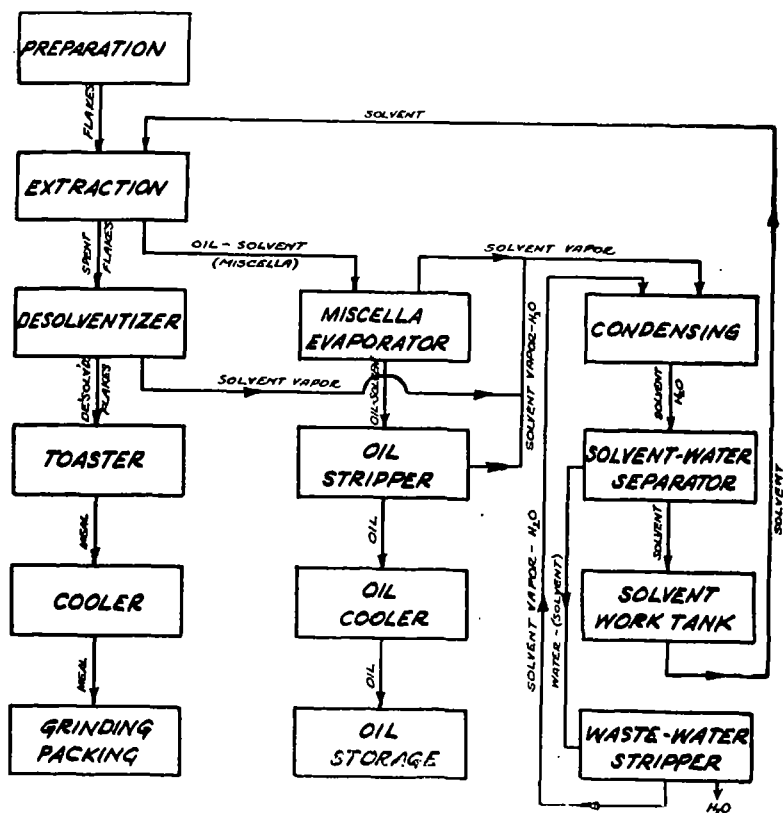 PREPARATION
FLAKES
SOLVENT
EXTRACTION
SPENT
FLAKES
OIL - SOLVENT
(MISCELLA)
SOLVENT VAPOR
DESOLVENTIZER
MISCELLA
EVAPORATOR
CONDENSING
DESOLV'D
FLAKES
SOLVENT VAPOR
OIL-SOLVENT
SOLVENT VAPOR-H2O
SOLVENT
H2O
TOASTER
OIL
STRIPPER
SOLVENT-WATER
SEPARATOR
SOLVENT
MEAL
OIL
SOLVENT VAPOR - H2O
WATER-(SOLVENT)
SOLVENT
COOLER
OIL
COOLER
SOLVENT
WORK TANK
MEAL
OIL
GRINDING
PACKING
OIL
STORAGE
WASTE-WATER
STRIPPER
H2O